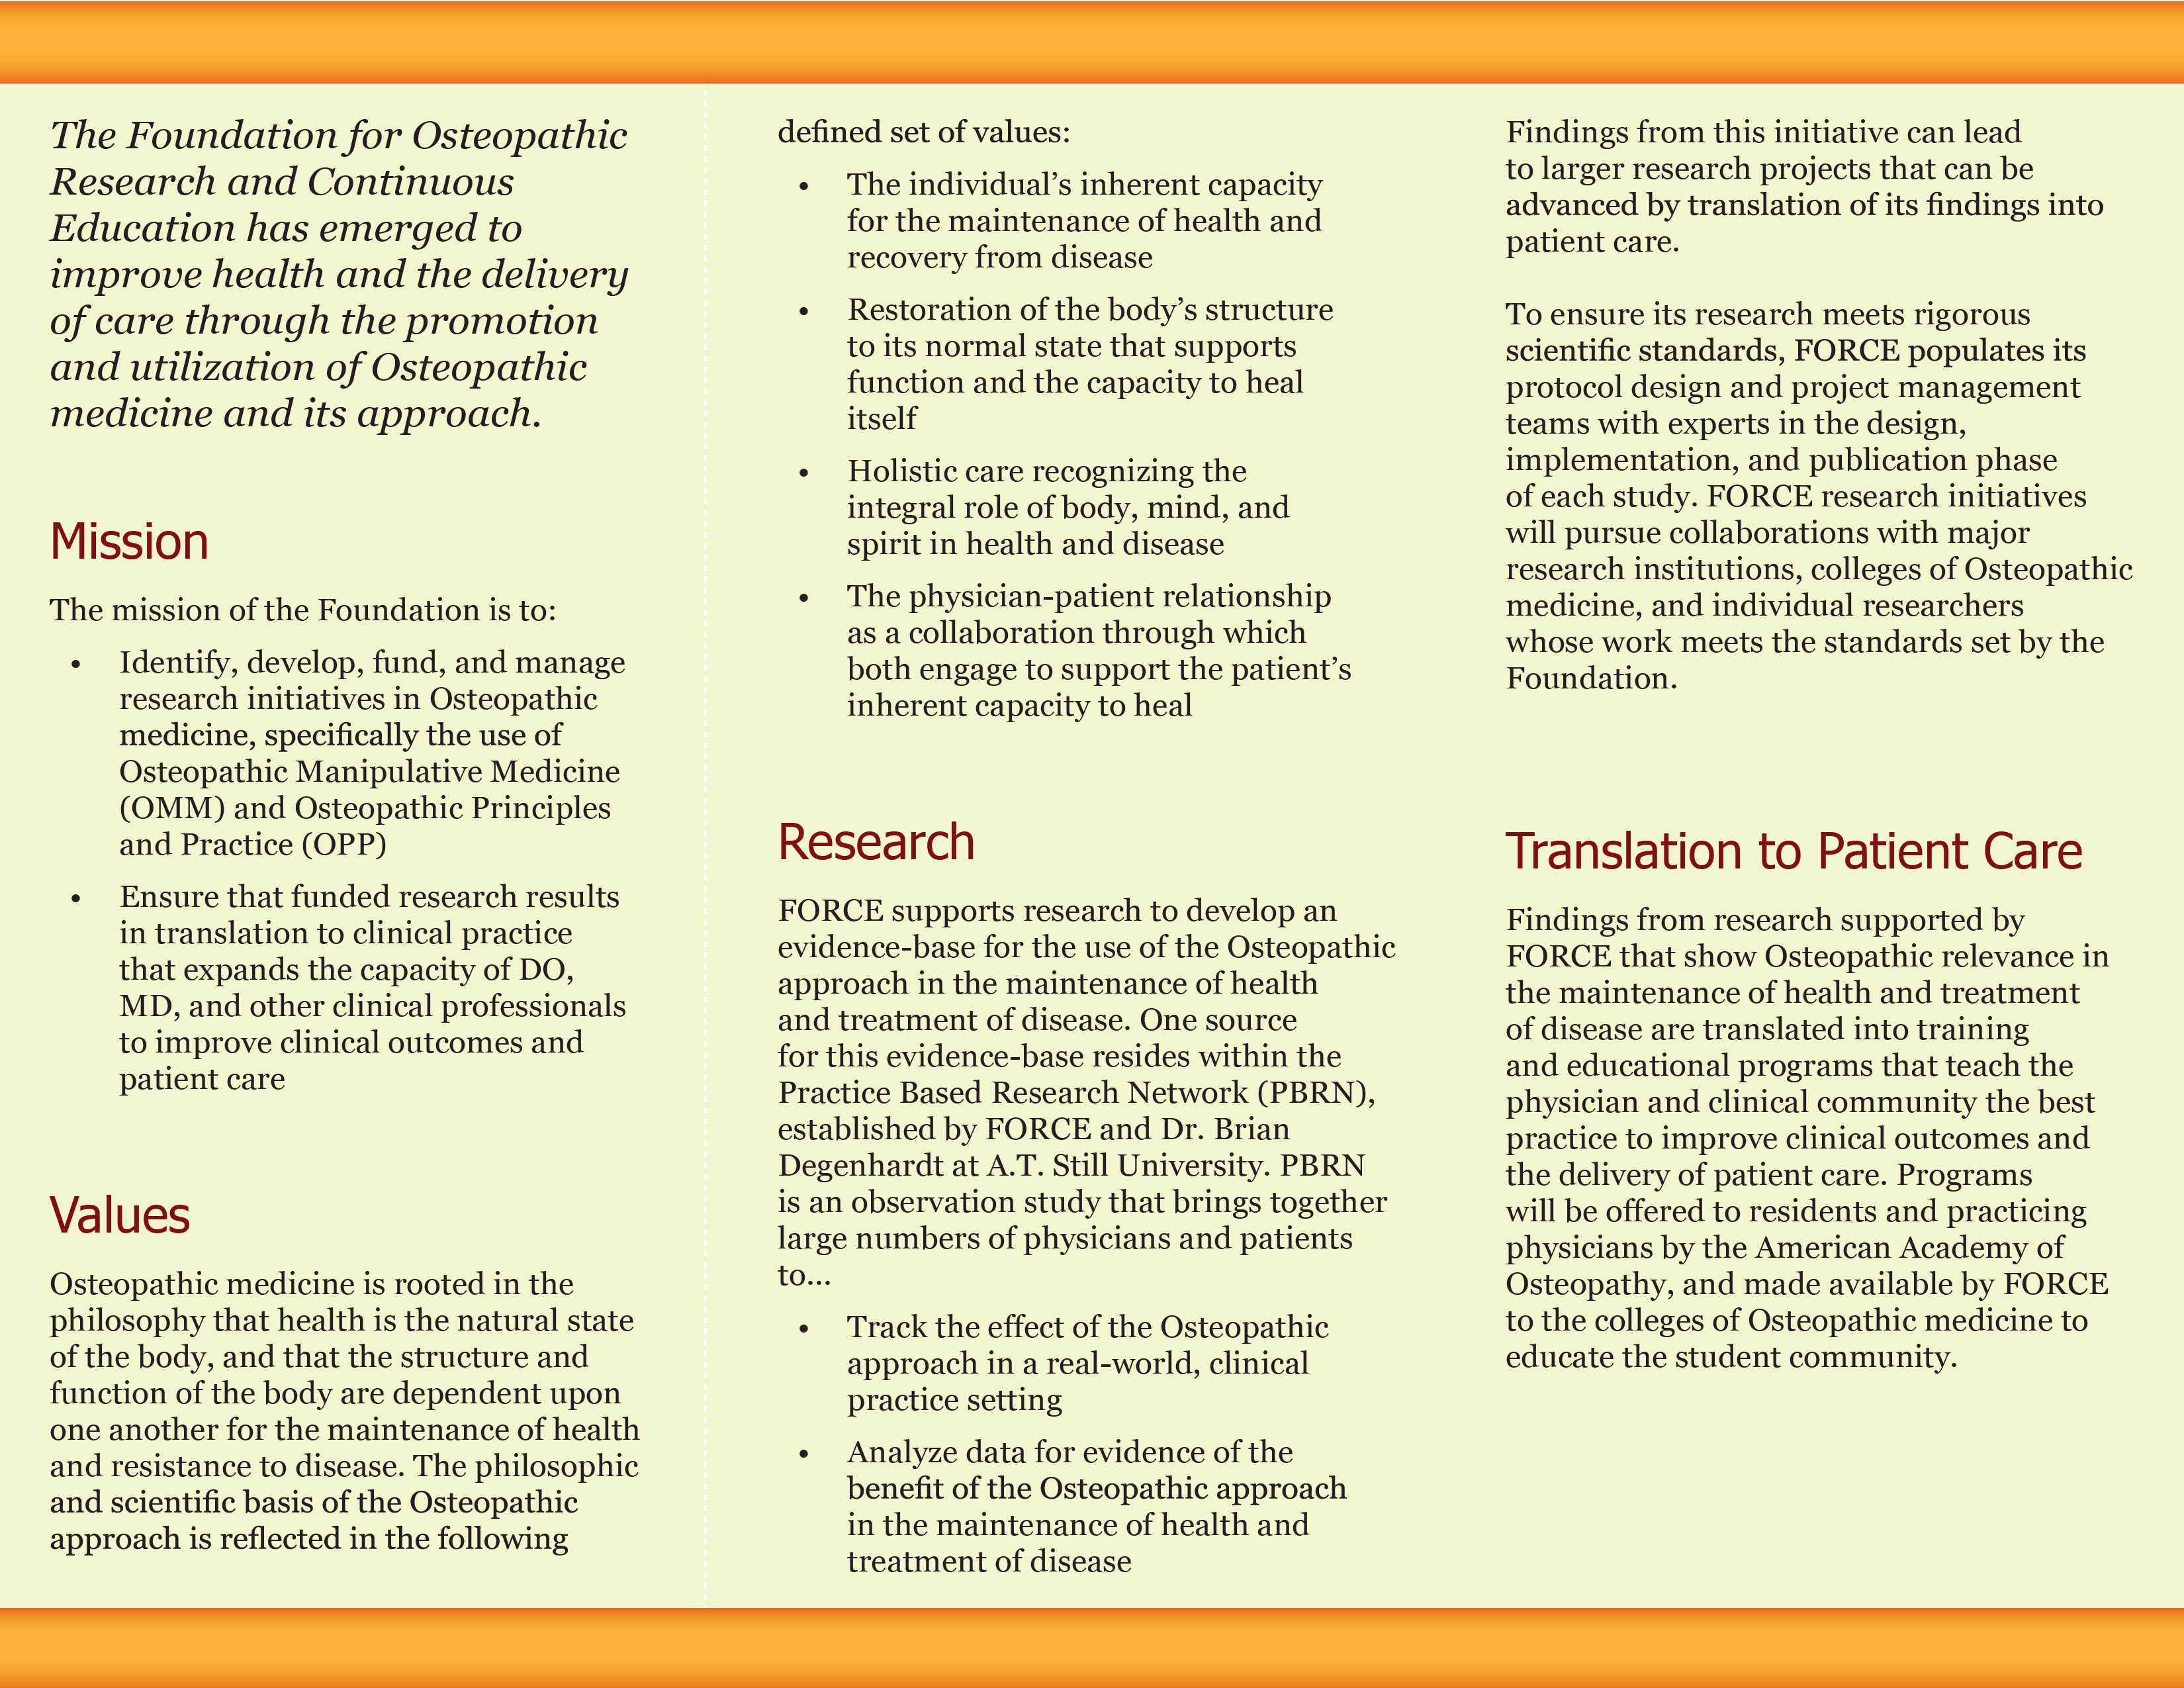 The Foundation for Osteopathic
Research and Continuous
Education has emerged to
improve health and the delivery
of care through the promotion
and utilization of Osteopathic
medicine and its approach.
Mission
The mission of the Foundation is to:
• Identify, develop, fund, and manage
research initiatives in Osteopathic
medicine, specifically the use of
Osteopathic Manipulative Medicine
(OMM) and Osteopathic Principles
and Practice (OPP)
• Ensure that funded research results
in translation to clinical practice
that expands the capacity of DO,
MD, and other clinical professionals
to improve clinical outcomes and
patient care
Values
Osteopathic medicine is rooted in the
philosophy that health is the natural state
of the body, and that the structure and
function of the body are dependent upon
one another for the maintenance of health
and resistance to disease. The philosophic
and scientific basis of the Osteopathic
approach is reflected in the following
defined set of values:
• The individual’s inherent capacity
for the maintenance of health and
recovery from disease
• Restoration of the body’s structure
to its normal state that supports
function and the capacity to heal
itself
• Holistic care recognizing the
integral role of body, mind, and
spirit in health and disease
• The physician-patient relationship
as a collaboration through which
both engage to support the patient’s
inherent capacity to heal
Research
FORCE supports research to develop an
evidence-base for the use of the Osteopathic
approach in the maintenance of health
and treatment of disease. One source
for this evidence-base resides within the
Practice Based Research Network (PBRN),
established by FORCE and Dr. Brian
Degenhardt at A.T. Still University. PBRN
is an observation study that brings together
large numbers of physicians and patients
to…
• Track the effect of the Osteopathic
approach in a real-world, clinical
practice setting
• Analyze data for evidence of the
benefit of the Osteopathic approach
in the maintenance of health and
treatment of disease
Findings from this initiative can lead
to larger research projects that can be
advanced by translation of its findings into
patient care.
To ensure its research meets rigorous
scientific standards, FORCE populates its
protocol design and project management
teams with experts in the design,
implementation, and publication phase
of each study. FORCE research initiatives
will pursue collaborations with major
research institutions, colleges of Osteopathic
medicine, and individual researchers
whose work meets the standards set by the
Foundation.
Translation to Patient Care
Findings from research supported by
FORCE that show Osteopathic relevance in
the maintenance of health and treatment
of disease are translated into training
and educational programs that teach the
physician and clinical community the best
practice to improve clinical outcomes and
the delivery of patient care. Programs
will be offered to residents and practicing
physicians by the American Academy of
Osteopathy, and made available by FORCE
to the colleges of Osteopathic medicine to
educate the student community.